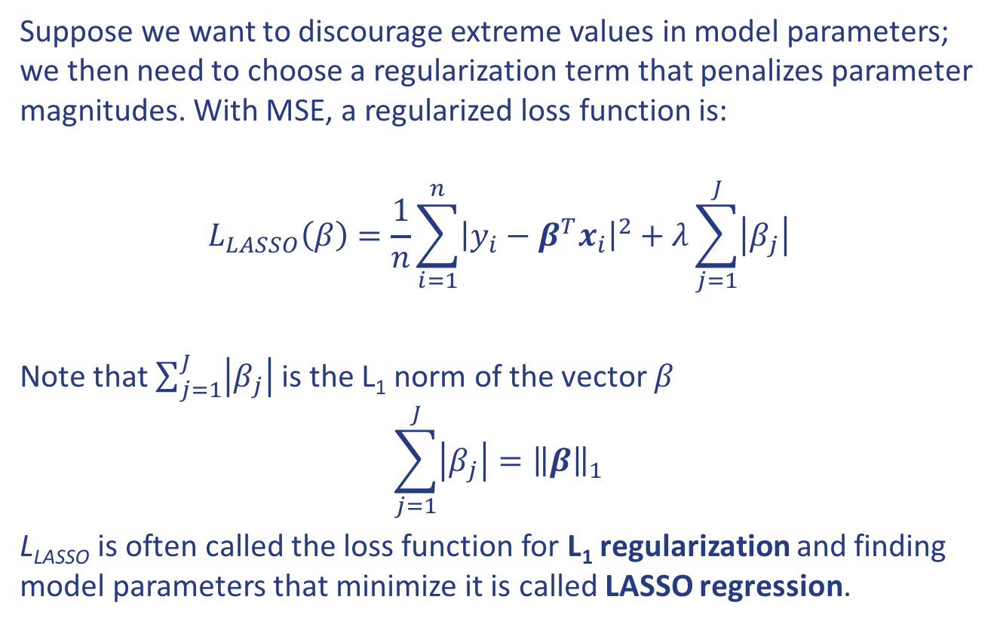 Suppose we want to discourage extreme values in model parameters;
we then need to choose a regularization term that penalizes parameter
magnitudes. With MSE, a regularized loss function is:
$L_{LASSO}(\beta) = \frac{1}{n}\sum_{i=1}^{n}|y_i - \boldsymbol{\beta}^T\boldsymbol{x}_i|^2 + \lambda\sum_{j=1}^{J}|\beta_j|$
Note that $\sum_{j=1}^{J}|\beta_j|$ is the L$_1$ norm of the vector $\beta$
$\sum_{j=1}^{J}|\beta_j| = \|\boldsymbol{\beta}\|_1$
$L_{LASSO}$ is often called the loss function for L$_1$ regularization and finding
model parameters that minimize it is called LASSO regression.